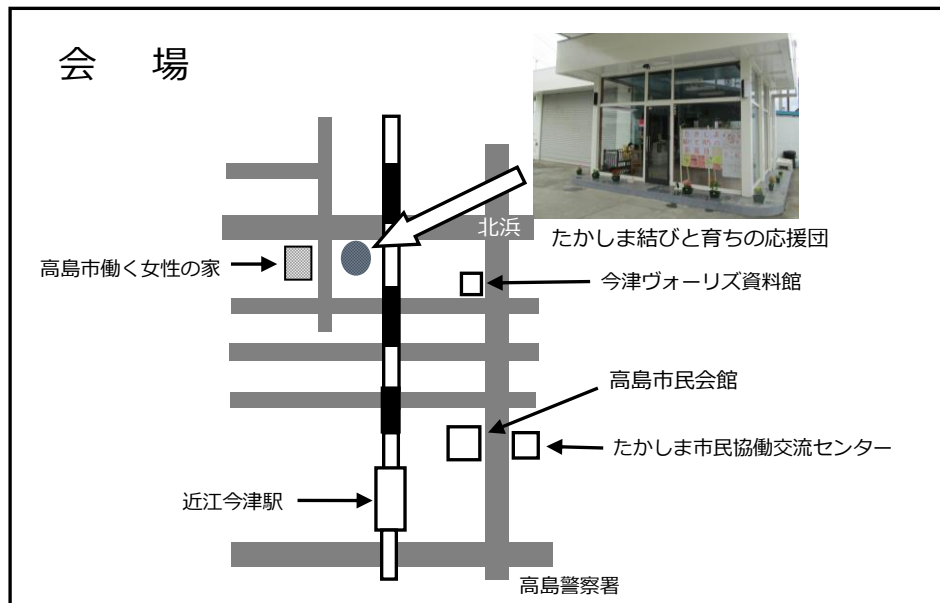 会 場
北浜
たかしま結びと育ちの応援団
高島市働く女性の家
今津ヴォーリズ資料館
高島市民会館
たかしま市民協働交流センター
近江今津駅
高島警察署